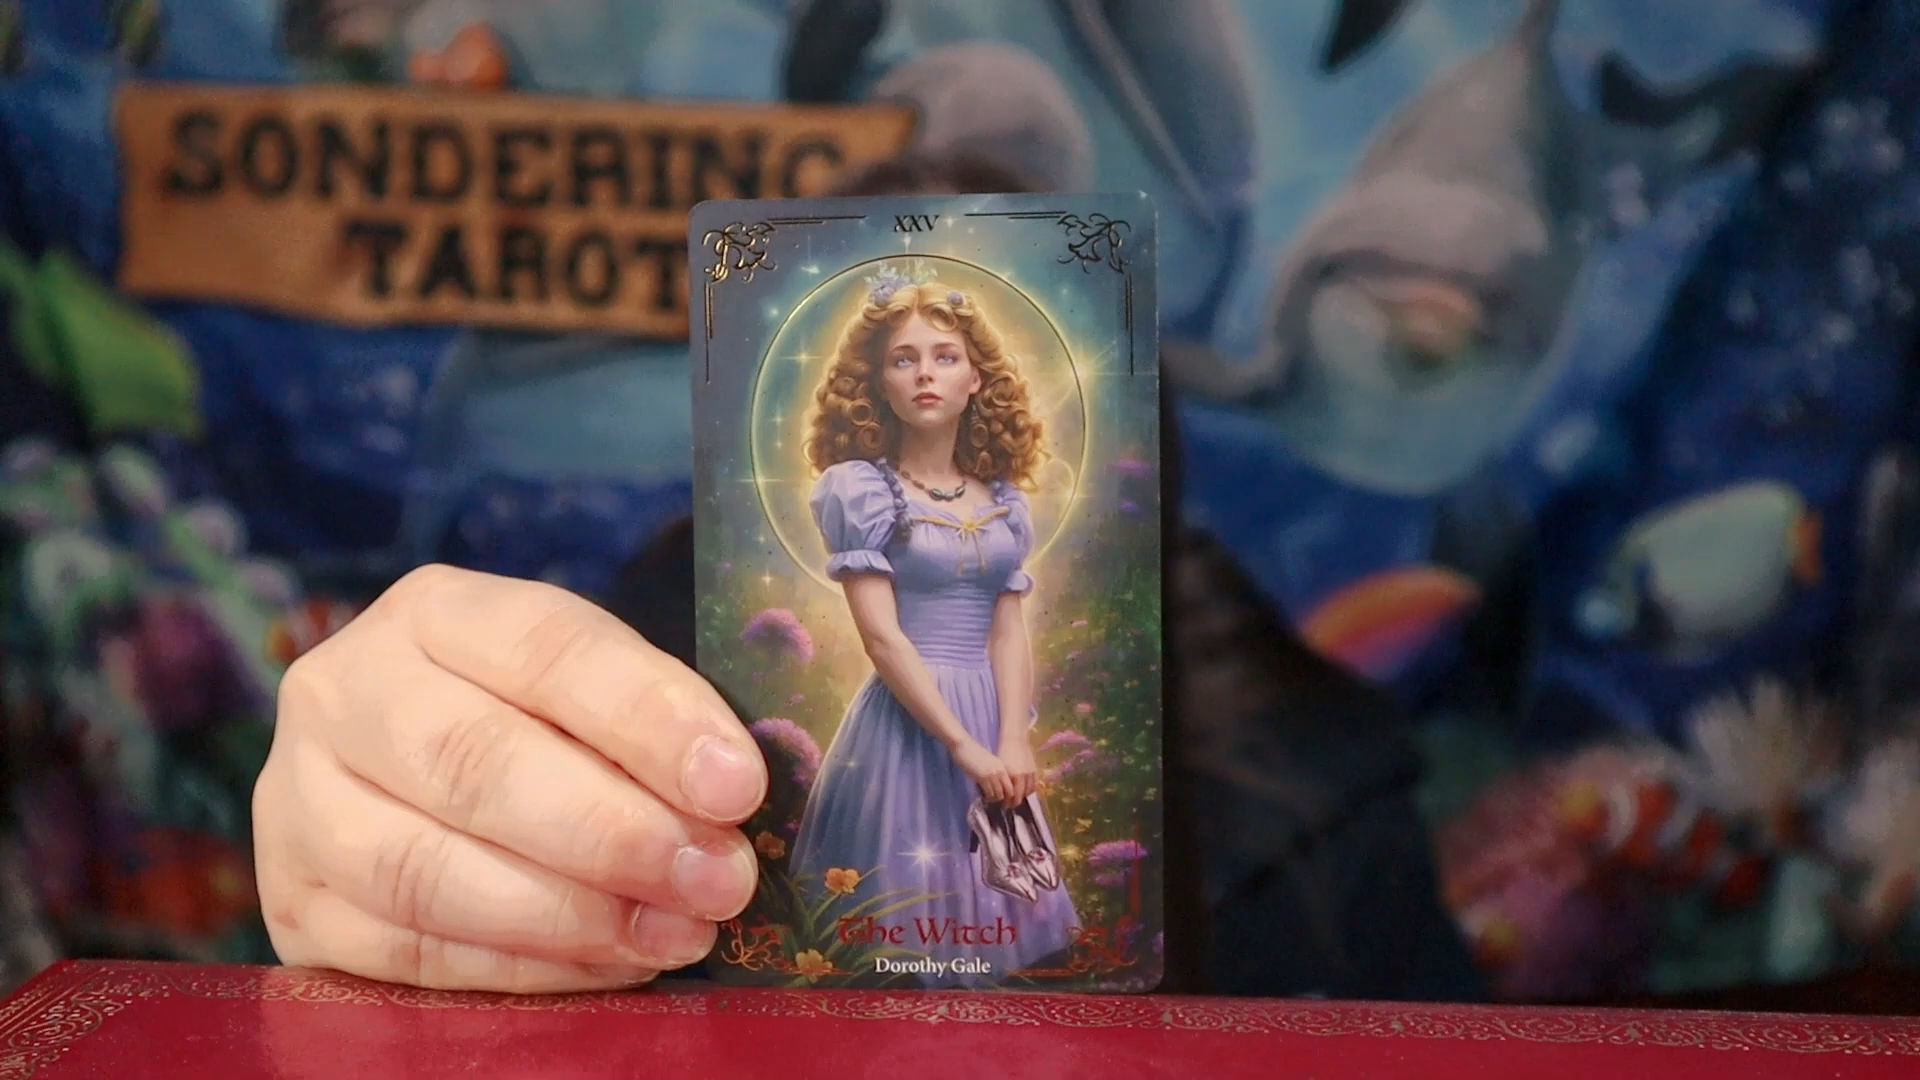 SONDERING
TAROT
XXV
The Witch
Dorothy Gale